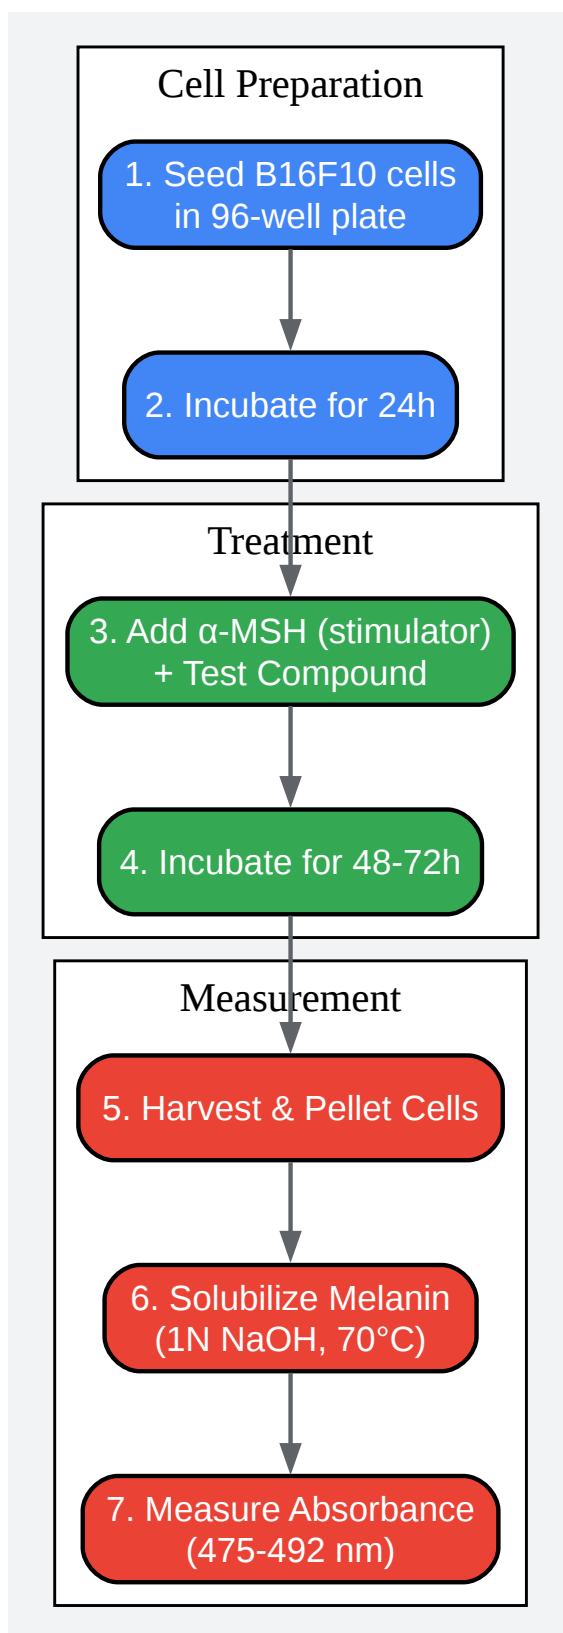 Cell Preparation
1. Seed B16F10 cells
in 96-well plate
2. Incubate for 24h
Treatment
3. Add α-MSH (stimulator)
+ Test Compound
4. Incubate for 48-72h
Measurement
5. Harvest & Pellet Cells
6. Solubilize Melanin
(1N NaOH, 70°C)
7. Measure Absorbance
(475-492 nm)